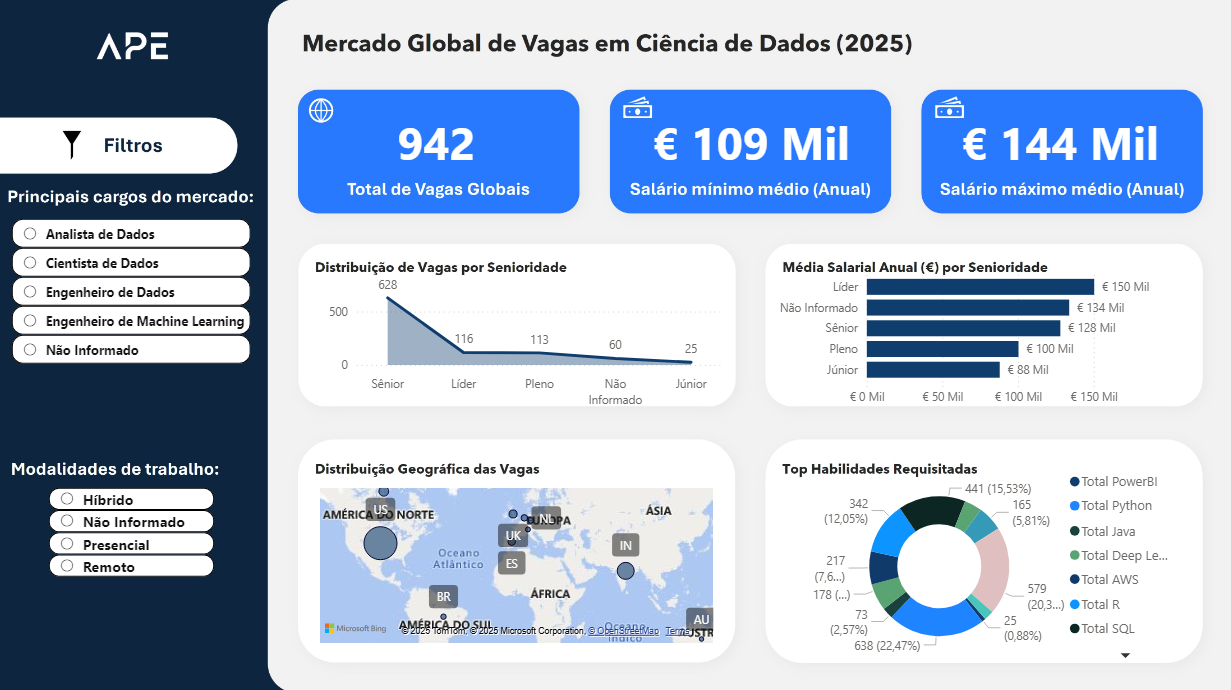 APE
Mercado Global de Vagas em Ciência de Dados (2025)
Filtros
Principais cargos do mercado:
Analista de Dados
Cientista de Dados
Engenheiro de Dados
Engenheiro de Machine Learning
Não Informado
Modalidades de trabalho:
Híbrido
Não Informado
Presencial
Remoto
942
Total de Vagas Globais
€ 109 Mil
Salário mínimo médio (Anual)
€ 144 Mil
Salário máximo médio (Anual)
Distribuição de Vagas por Senioridade
628
500
116
113
60
25
0
Sênior
Líder
Pleno
Não
Informado
Júnior
Média Salarial Anual (€) por Senioridade
Líder
€ 150 Mil
Não Informado
€ 134 Mil
Sênior
€ 128 Mil
Pleno
€ 100 Mil
Júnior
€ 88 Mil
€ 0 Mil
€ 50 Mil
€ 100 Mil
€ 150 Mil
Distribuição Geográfica das Vagas
US
AMÉRICA DO NORTE
NL
ÁSIA
UK
IN
Oceano
Atlântico
ES
ÁFRICA
BR
AMÉRICA DO SUL
AU
Microsoft Bing
© 2025 TomTom, © 2025 Microsoft Corporation, © OpenStreetMap Terms
Oceano
Índico
Top Habilidades Requisitadas
441 (15,53%)
165
(5,81%)
579
(20,3...)
25
(0,88%)
638 (22,47%)
73
(2,57%)
178 (...)
217
(7,6...)
342
(12,05%)
Total PowerBI
Total Python
Total Java
Total Deep Le...
Total AWS
Total R
Total SQL